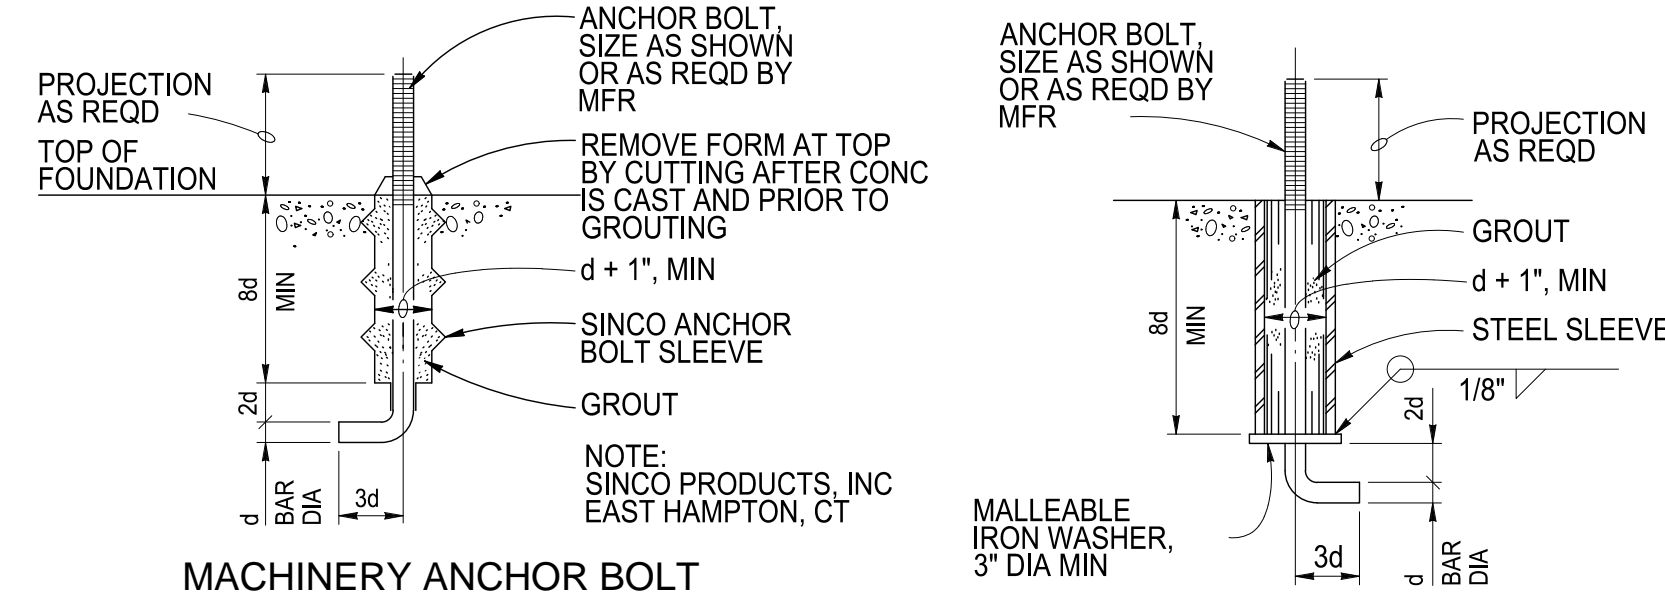 ANCHOR BOLT,
SIZE AS SHOWN
OR AS REQD BY
MFR
PROJECTION
AS REQD
TOP OF
FOUNDATION
REMOVE FORM AT TOP
BY CUTTING AFTER CONC
IS CAST AND PRIOR TO
GROUTING
d + 1", MIN
8d
MIN
SINCO ANCHOR
BOLT SLEEVE
2d
GROUT
NOTE:
SINCO PRODUCTS, INC
EAST HAMPTON, CT
d
BAR
DIA
3d
MACHINERY ANCHOR BOLT
ANCHOR BOLT,
SIZE AS SHOWN
OR AS REQD BY
MFR
PROJECTION
AS REQD
GROUT
d + 1", MIN
8d
MIN
STEEL SLEEVE
1/8"
2d
MALLEABLE
IRON WASHER,
3" DIA MIN
3d
d
BAR
DIA